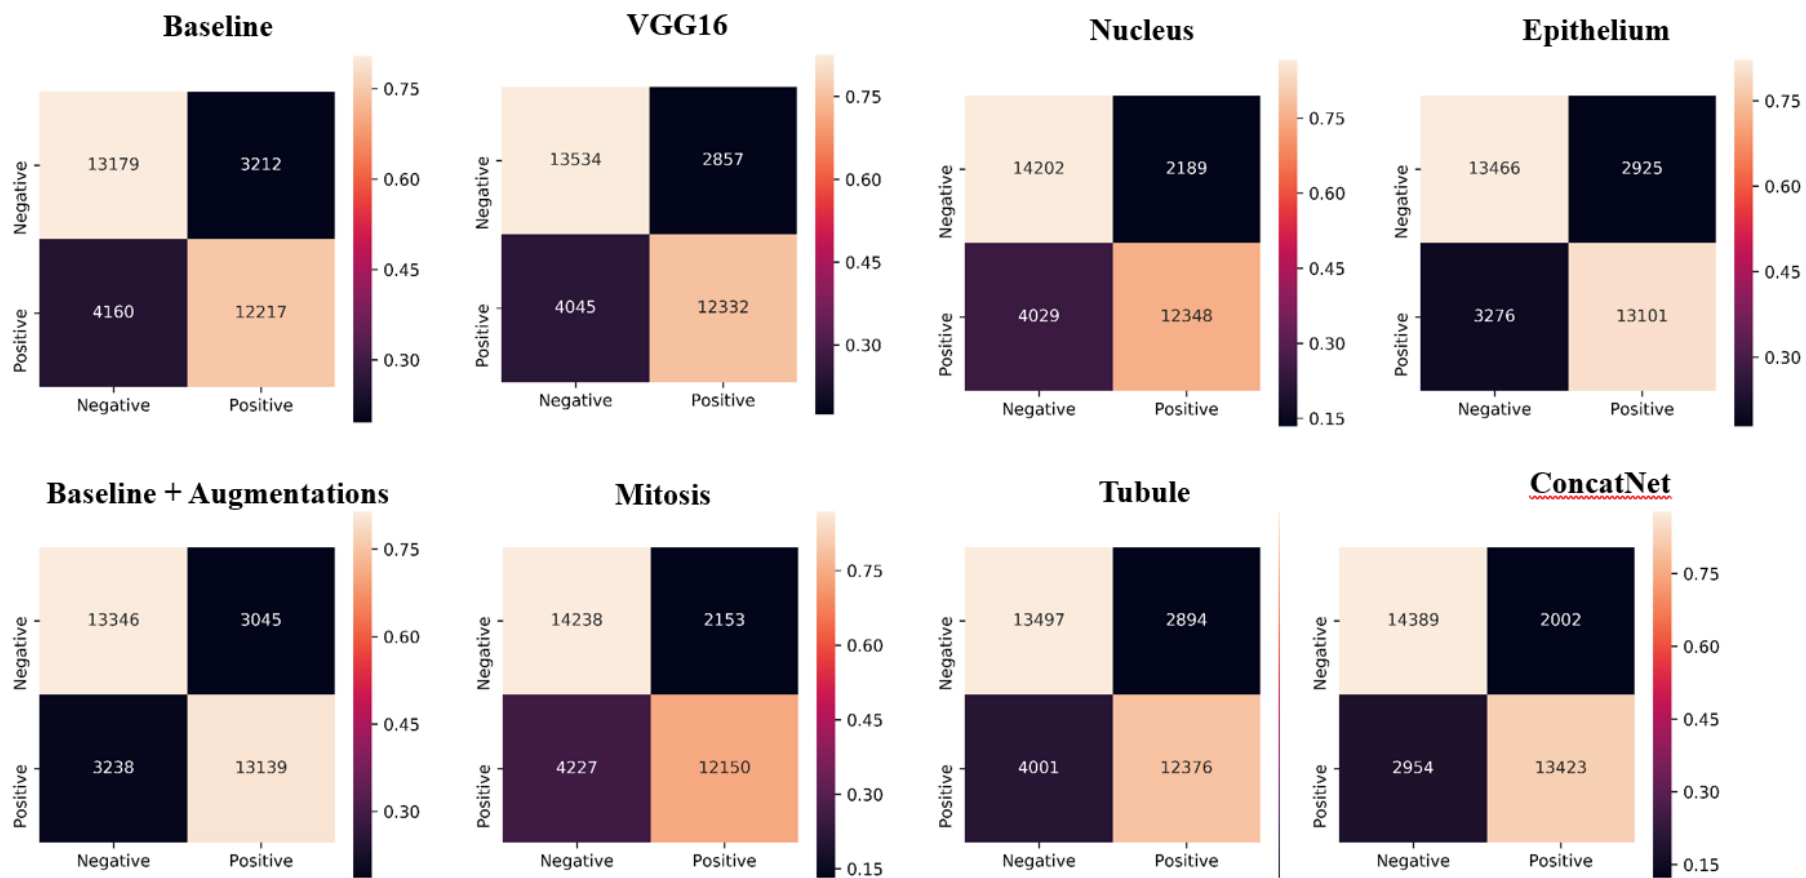 Baseline
0.75
0.60
0.45
0.30
Negative
Positive
13179 3212
4160 12217
Negative Positive
VGG16
0.75
0.60
0.45
0.30
Negative
Positive
13534 2857
4045 12332
Negative Positive
Nucleus
0.75
0.60
0.45
0.30
0.15
Negative
Positive
14202 2189
4029 12348
Negative Positive
Epithelium
0.75
0.60
0.45
0.30
Negative
Positive
13466 2925
3276 13101
Negative Positive
Baseline + Augmentations
0.75
0.60
0.45
0.30
Negative
Positive
13346 3045
3238 13139
Negative Positive
Mitosis
0.75
0.60
0.45
0.30
0.15
Negative
Positive
14238 2153
4227 12150
Negative Positive
Tubule
Negative
Positive
13497 2894
4001 12376
Negative Positive
ConcatNet
0.75
0.60
0.45
0.30
0.15
Negative
Positive
14389 2002
2954 13423
Negative Positive